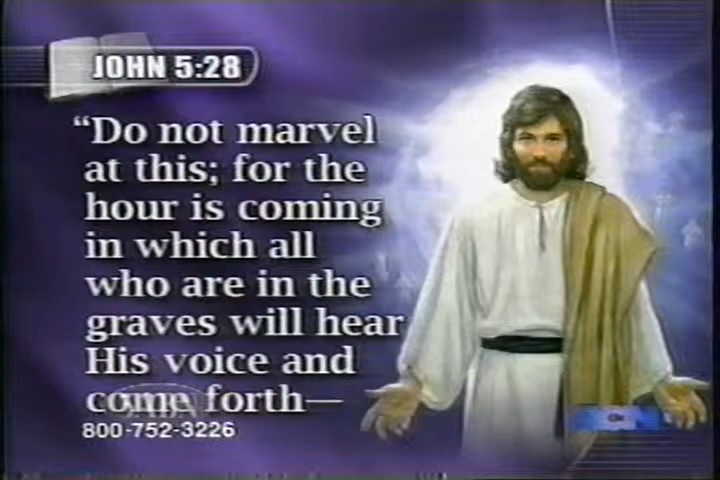 JOHN 5:28
“Do not marvel
at this; for the
hour is coming
in which all
who are in the
graves will hear
His voice and
come forth—
3ABN
800-752-3226